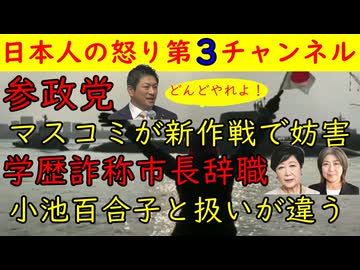 日本人の怒り第3チャンネル
参政党
どんどやれよ！
マスコミが新作戦で妨害
学歴詐称市長辞職
小池百合子と扱いが違う